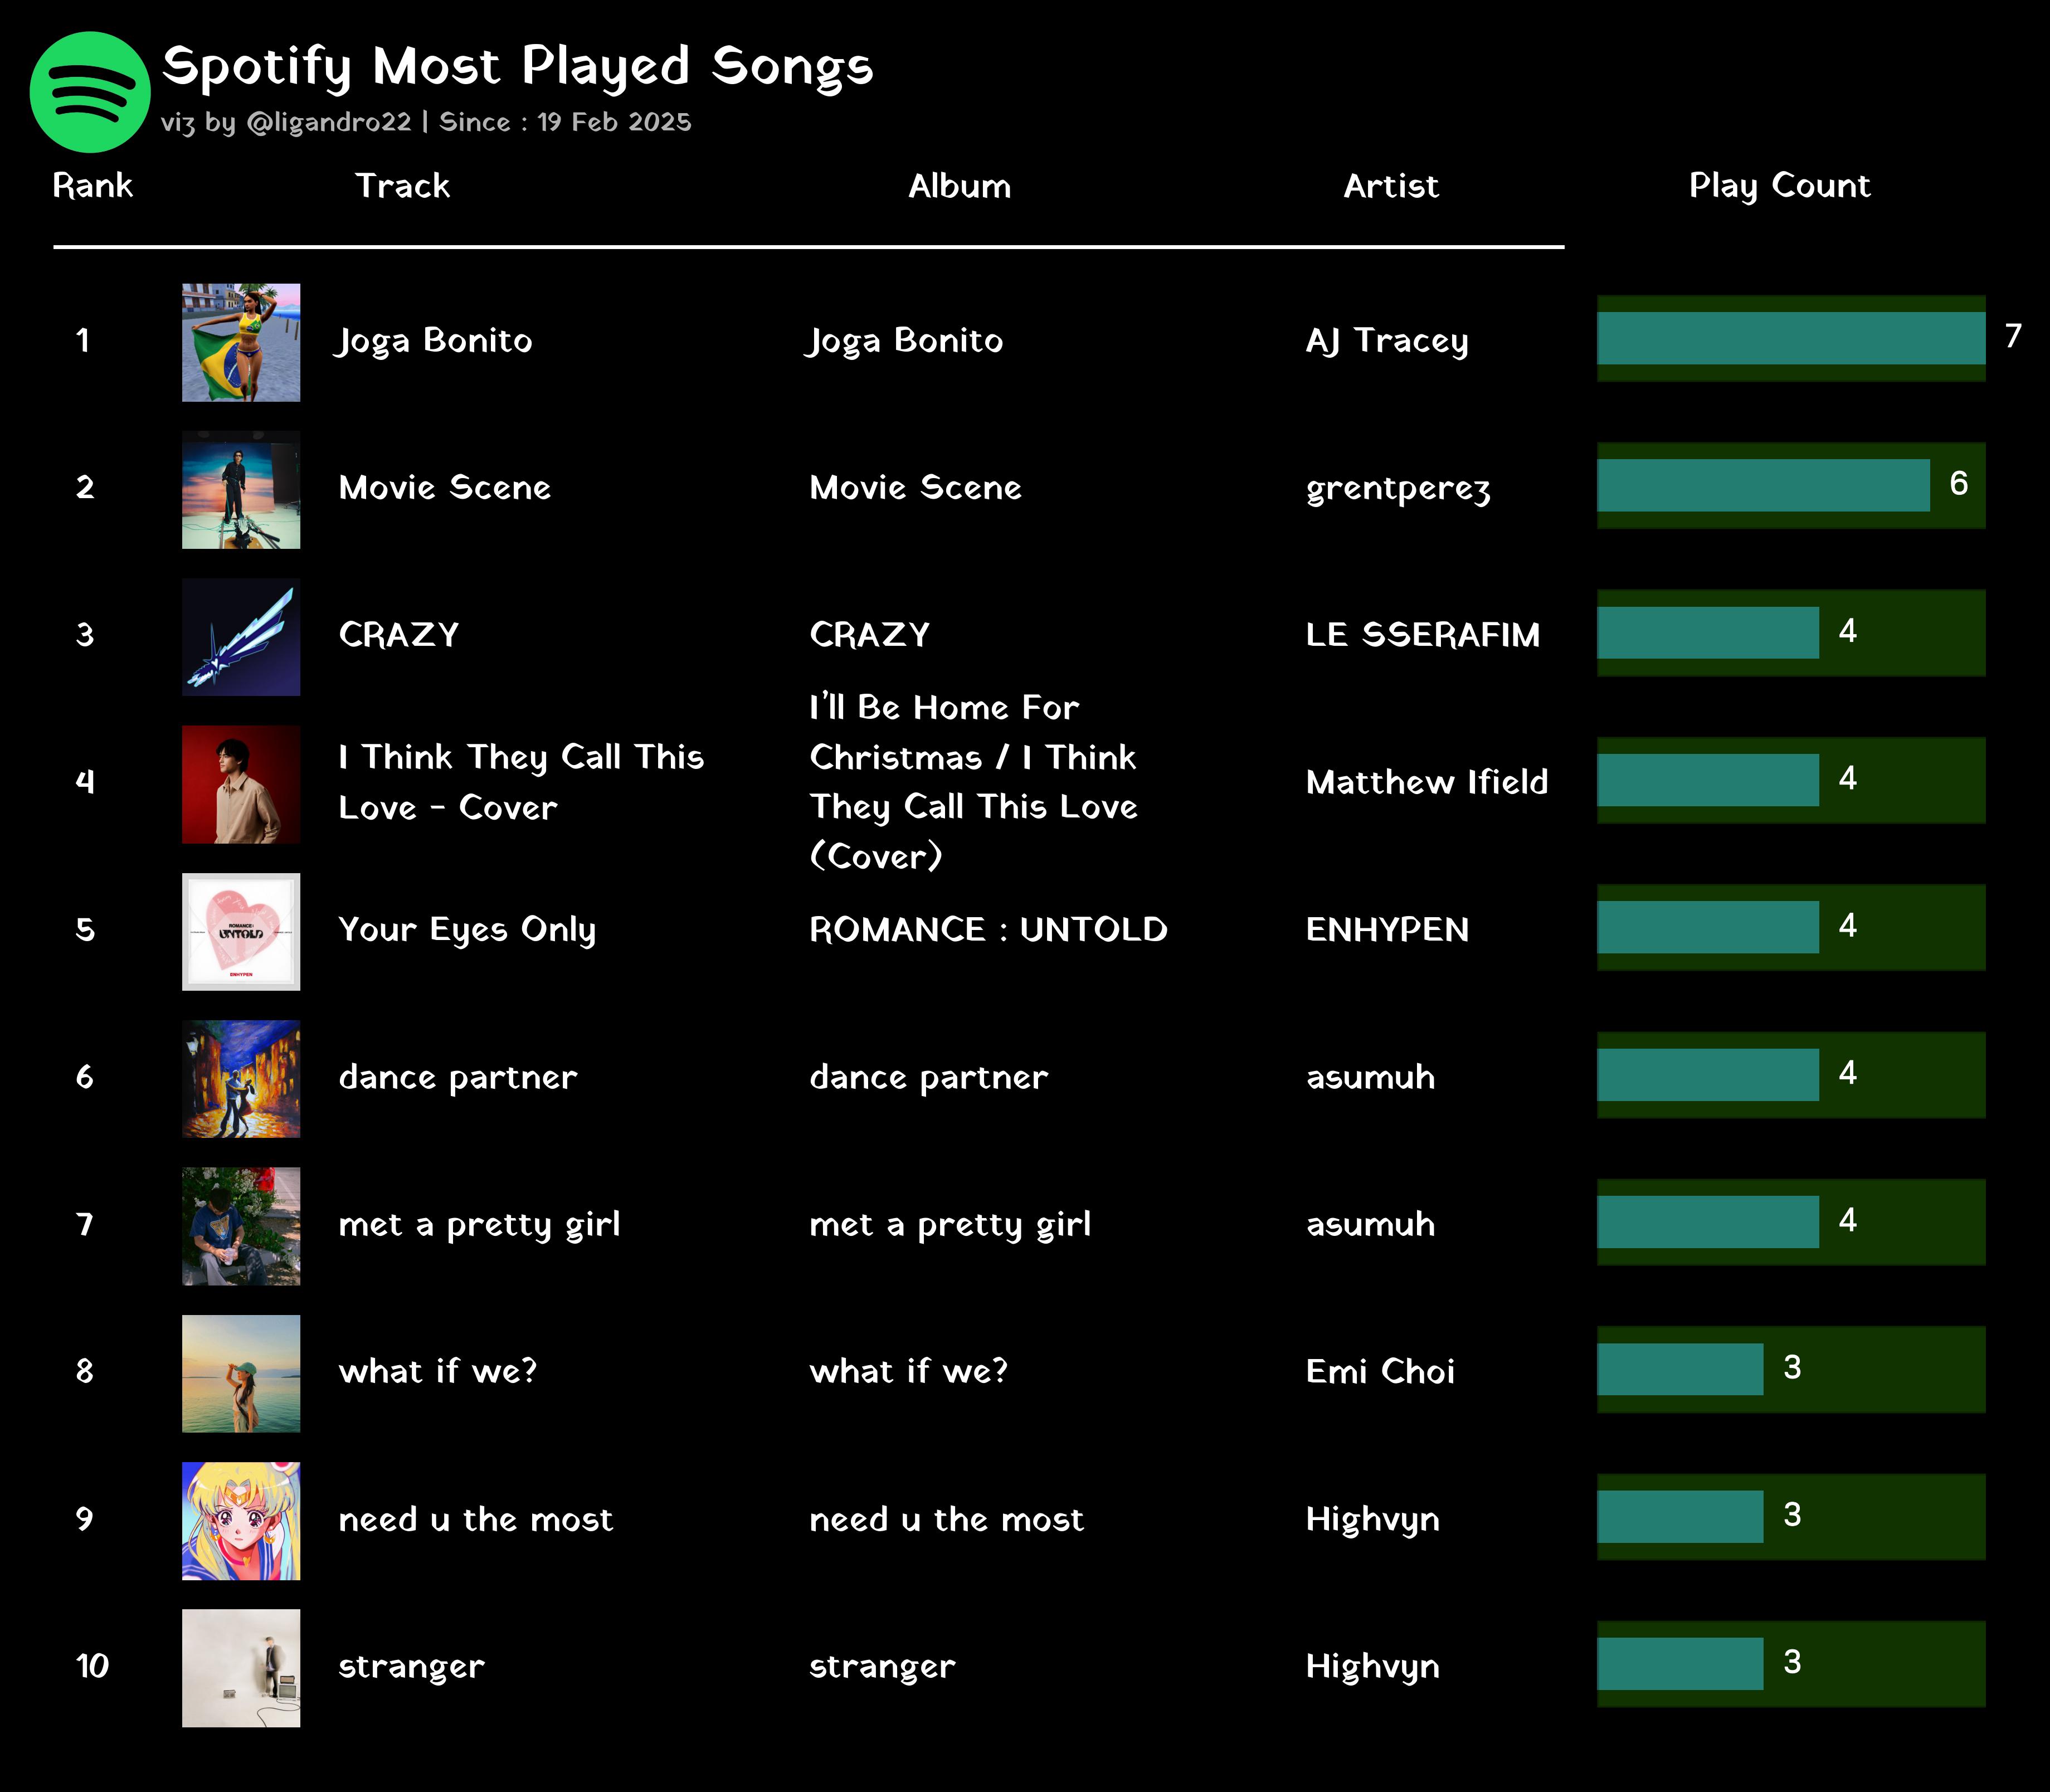 Spotify Most Played Songs
viz by @ligandro22 | Since : 19 Feb 2025
Rank Track Album Artist Play Count
1 Joga Bonito Joga Bonito AJ Tracey 7
2 Movie Scene Movie Scene grentperez 6
3 CRAZY CRAZY LE SSERAFIM 4
4
I Think They Call This
Love - Cover
I'll Be Home For
Christmas / I Think
They Call This Love
(Cover)
Matthew Ifield 4
ROMANCE:
UNTOLD
ENHYPEN
5 Your Eyes Only ROMANCE : UNTOLD ENHYPEN 4
6 dance partner dance partner asumuh 4
7 met a pretty girl met a pretty girl asumuh 4
8 what if we? what if we? Emi Choi 3
9 need u the most need u the most Highvyn 3
10 stranger stranger Highvyn 3